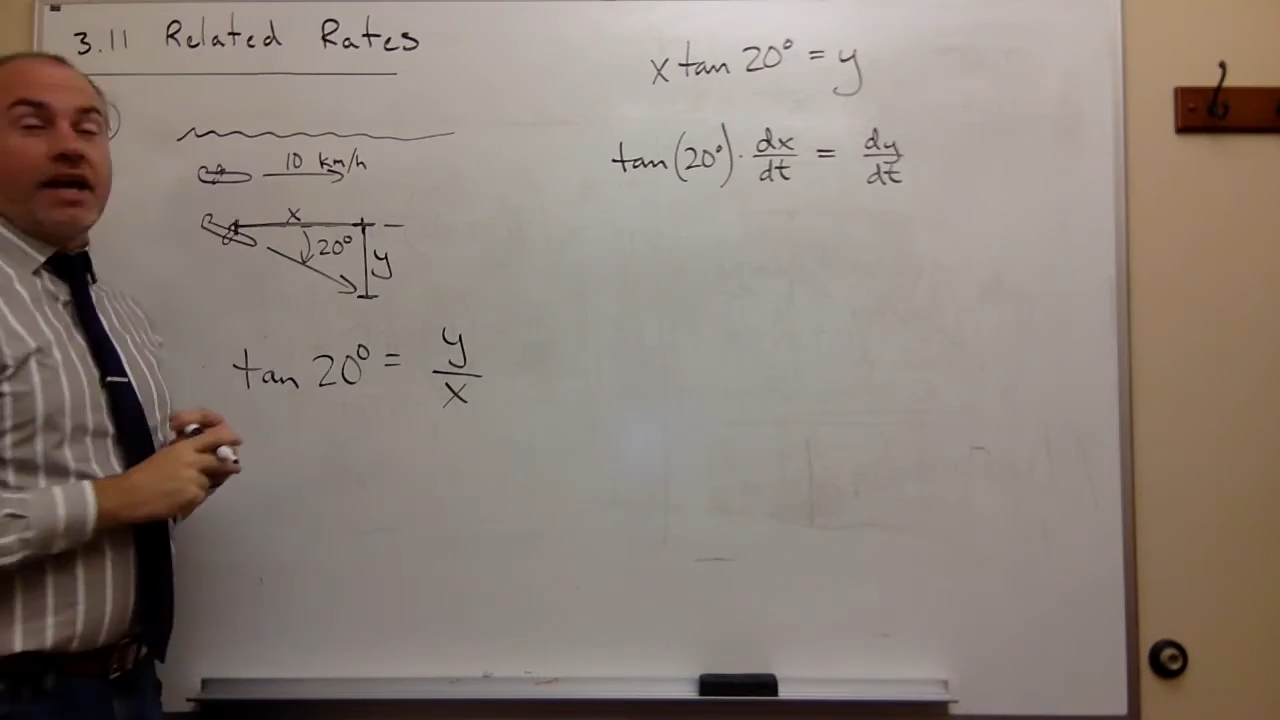 3.11 Related Rates
10 km/h
x
20°
y
tan 20° = y/x
x tan 20° = y
tan(20°) · dx/dt = dy/dt